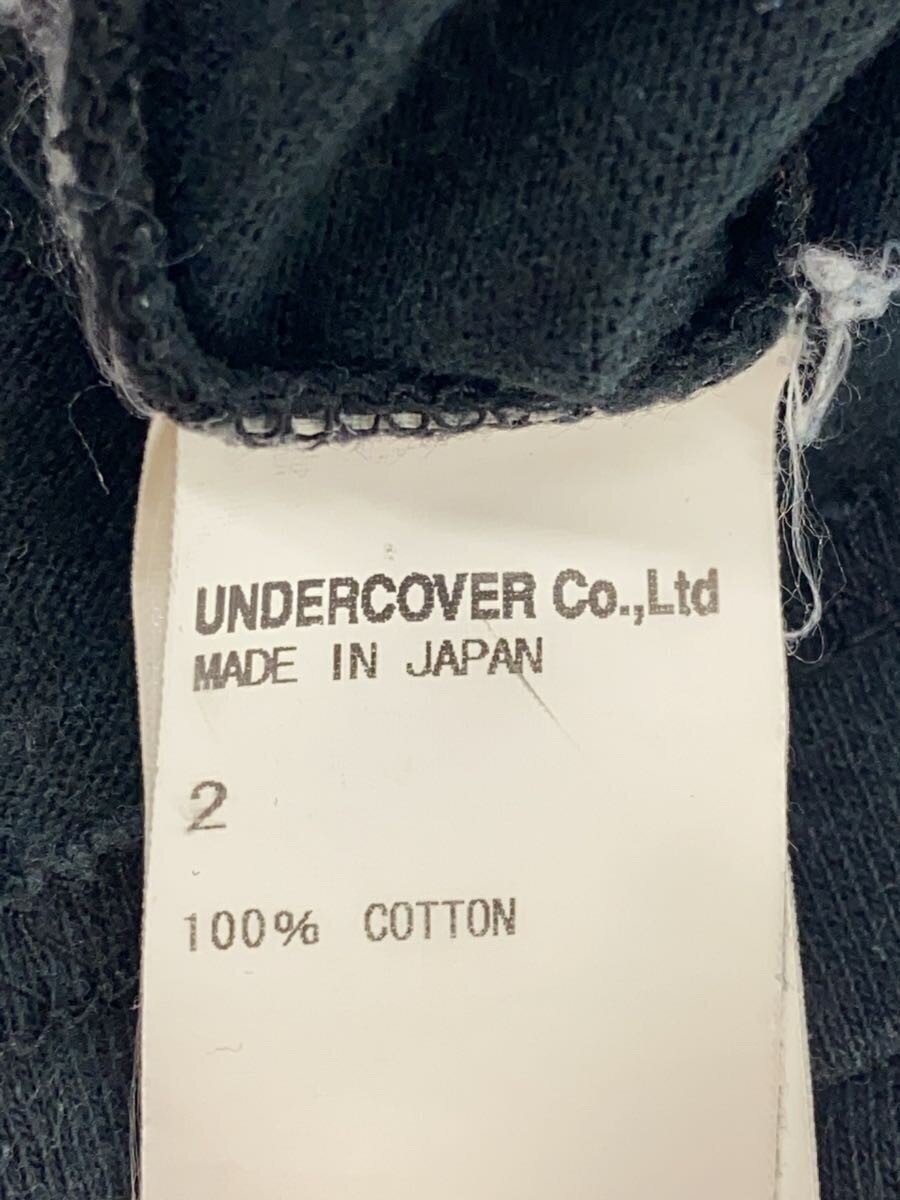 UNDERCOVER Co.,Ltd
MADE IN JAPAN
2
100% COTTON